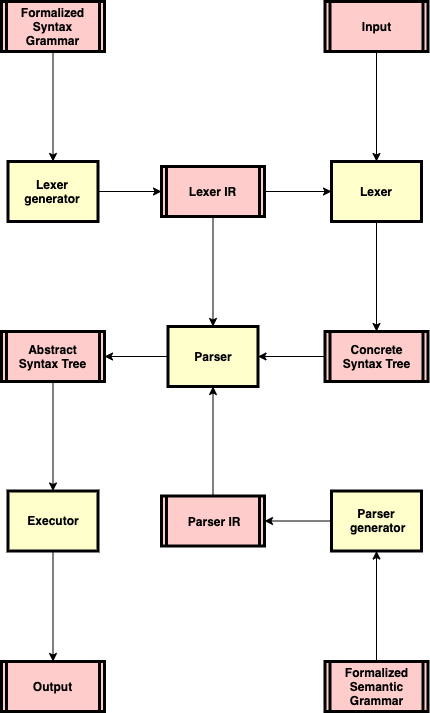 Formalized
Syntax
Grammar
Input
Lexer
generator
Lexer IR
Lexer
Abstract
Syntax Tree
Parser
Concrete
Syntax Tree
Executor
Parser IR
Parser
generator
Output
Formalized
Semantic
Grammar